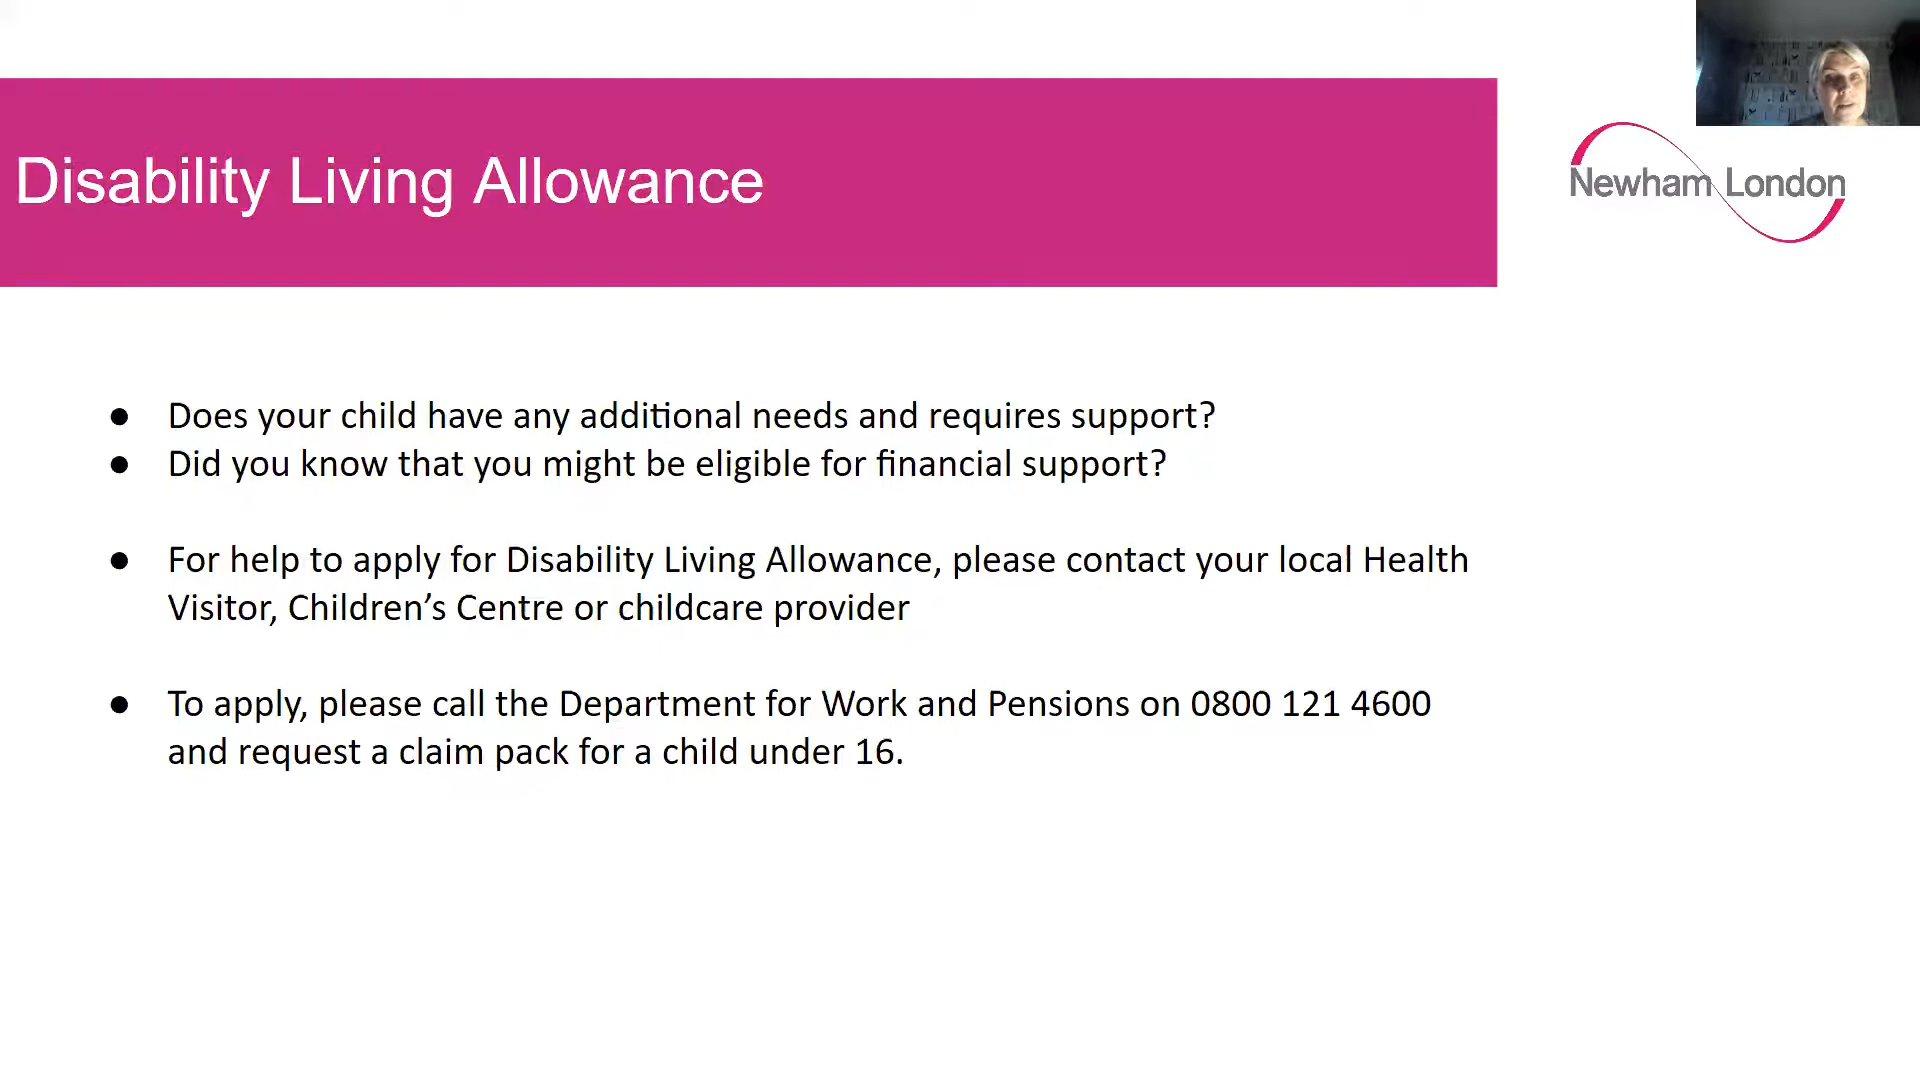 Disability Living Allowance
Newham London
● Does your child have any additional needs and requires support?
● Did you know that you might be eligible for financial support?
● For help to apply for Disability Living Allowance, please contact your local Health
Visitor, Children’s Centre or childcare provider
● To apply, please call the Department for Work and Pensions on 0800 121 4600
and request a claim pack for a child under 16.